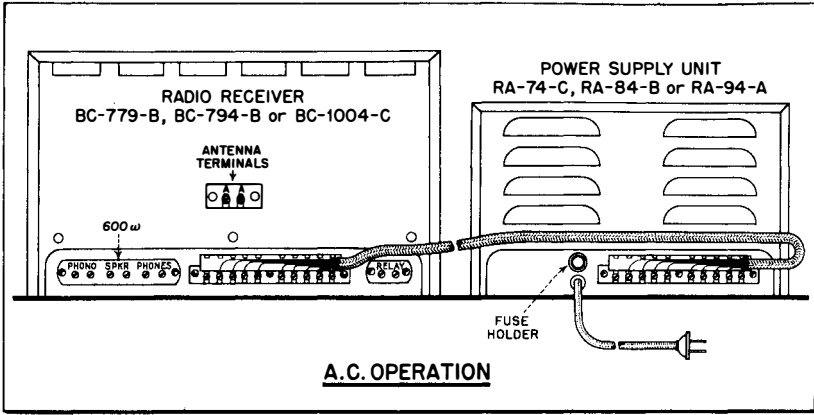 RADIO RECEIVER
BC-779-B, BC-794-B or BC-1004-C
ANTENNA
TERMINALS
A A
600 ω
PHONO SPKR PHONES
RELAY
POWER SUPPLY UNIT
RA-74-C, RA-84-B or RA-94-A
FUSE
HOLDER
A.C. OPERATION